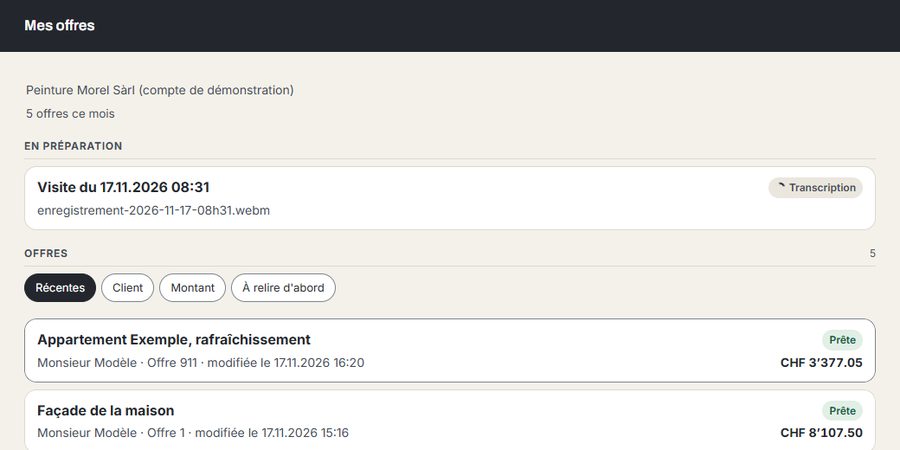 Mes offres
Peinture Morel Sàrl (compte de démonstration)
5 offres ce mois
EN PRÉPARATION
Visite du 17.11.2026 08:31
Transcription
enregistrement-2026-11-17-08h31.webm
OFFRES 5
Récentes Client Montant À relire d'abord
Appartement Exemple, rafraîchissement
Prête
Monsieur Modèle · Offre 911 · modifiée le 17.11.2026 16:20
CHF 3’377.05
Façade de la maison
Prête
Monsieur Modèle · Offre 1 · modifiée le 17.11.2026 15:16
CHF 8’107.50